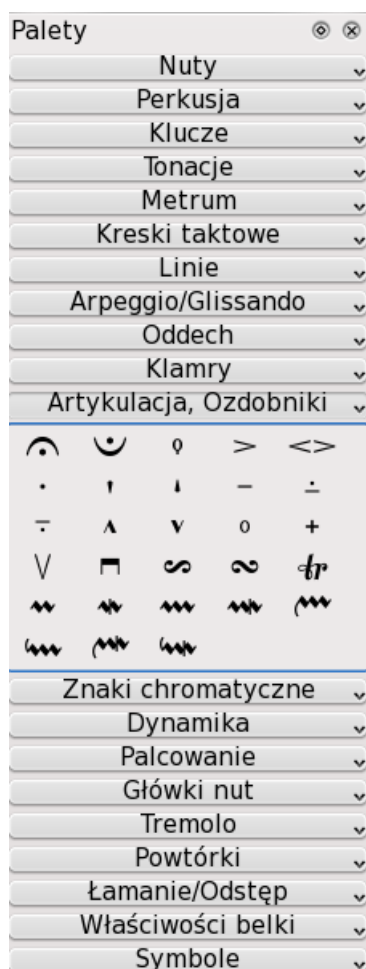 Palety
Nuty
Perkusja
Klucze
Tonacje
Metrum
Kreski taktowe
Linie
Arpeggio/Glissando
Oddech
Klamry
Artykulacja, Ozdobniki
Znaki chromatyczne
Dynamika
Palcowanie
Główki nut
Tremolo
Powtórki
Łamanie/Odstęp
Właściwości belki
Symbole